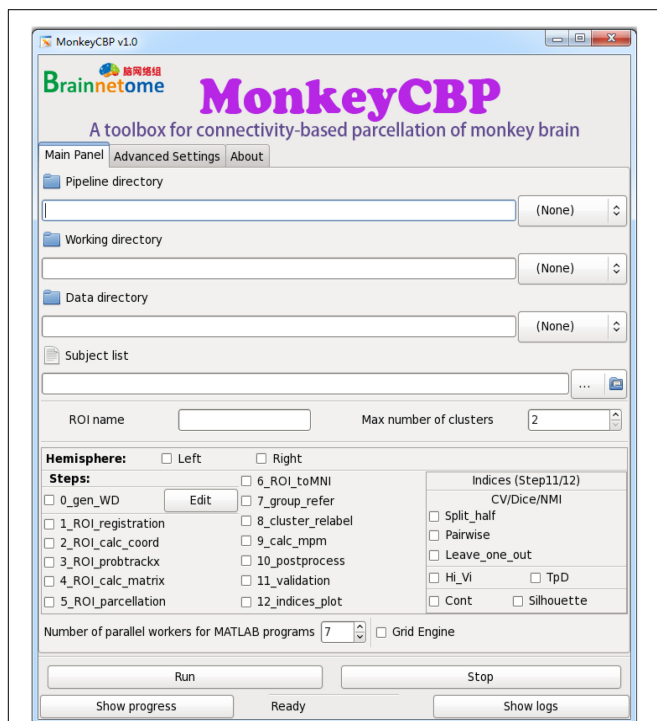 MonkeyCBP v1.0
脑网络组
Brainnetome
MonkeyCBP
A toolbox for connectivity-based parcellation of monkey brain
Main Panel Advanced Settings About
Pipeline directory
(None)
Working directory
(None)
Data directory
(None)
Subject list
...
ROI name Max number of clusters 2
Hemisphere: Left Right
Steps:
0_gen_WD Edit
1_ROI_registration
2_ROI_calc_coord
3_ROI_probtrackx
4_ROI_calc_matrix
5_ROI_parcellation
6_ROI_toMNI
7_group_refer
8_cluster_relabel
9_calc_mpm
10_postprocess
11_validation
12_indices_plot
Indices (Step11/12)
CV/Dice/NMI
Split_half
Pairwise
Leave_one_out
Hi_Vi TpD
Cont Silhouette
Number of parallel workers for MATLAB programs 7 Grid Engine
Run Stop
Show progress Ready Show logs